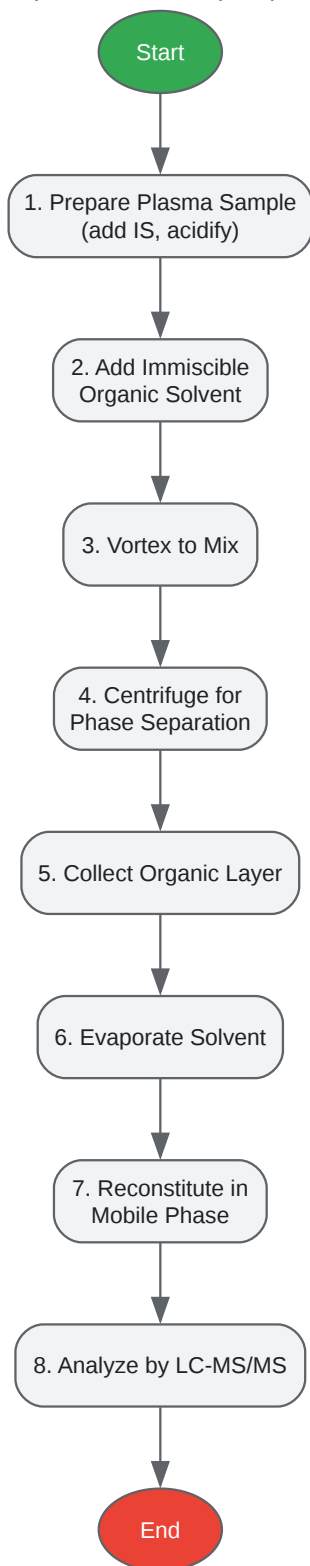 Start
1. Prepare Plasma Sample
(add IS, acidify)
2. Add Immiscible
Organic Solvent
3. Vortex to Mix
4. Centrifuge for
Phase Separation
5. Collect Organic Layer
6. Evaporate Solvent
7. Reconstitute in
Mobile Phase
8. Analyze by LC-MS/MS
End